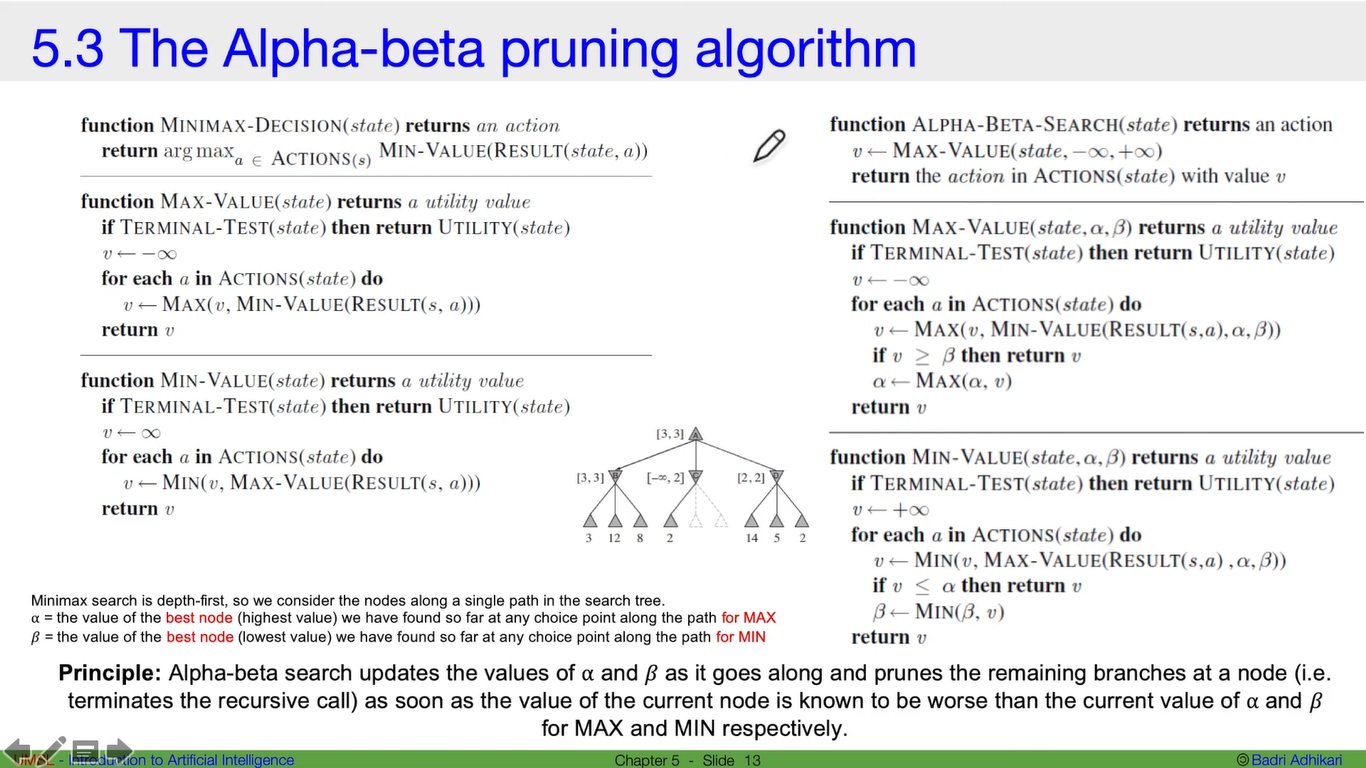 5.3 The Alpha-beta pruning algorithm
function MINIMAX-DECISION(state) returns an action
return arg max a ∈ ACTIONS(s) MIN-VALUE(RESULT(state, a))
function MAX-VALUE(state) returns a utility value
if TERMINAL-TEST(state) then return UTILITY(state)
v ← −∞
for each a in ACTIONS(state) do
v ← MAX(v, MIN-VALUE(RESULT(s, a)))
return v
function MIN-VALUE(state) returns a utility value
if TERMINAL-TEST(state) then return UTILITY(state)
v ← ∞
for each a in ACTIONS(state) do
v ← MIN(v, MAX-VALUE(RESULT(s, a)))
return v
[3, 3] A
[3, 3] B [−∞, 2] C [2, 2] D
3 12 8 2 14 5 2
function ALPHA-BETA-SEARCH(state) returns an action
v ← MAX-VALUE(state, −∞, +∞)
return the action in ACTIONS(state) with value v
function MAX-VALUE(state, α, β) returns a utility value
if TERMINAL-TEST(state) then return UTILITY(state)
v ← −∞
for each a in ACTIONS(state) do
v ← MAX(v, MIN-VALUE(RESULT(s,a), α, β))
if v ≥ β then return v
α ← MAX(α, v)
return v
function MIN-VALUE(state, α, β) returns a utility value
if TERMINAL-TEST(state) then return UTILITY(state)
v ← +∞
for each a in ACTIONS(state) do
v ← MIN(v, MAX-VALUE(RESULT(s,a) , α, β))
if v ≤ α then return v
β ← MIN(β, v)
return v
Minimax search is depth-first, so we consider the nodes along a single path in the search tree.
α = the value of the best node (highest value) we have found so far at any choice point along the path for MAX
β = the value of the best node (lowest value) we have found so far at any choice point along the path for MIN
Principle: Alpha-beta search updates the values of α and β as it goes along and prunes the remaining branches at a node (i.e.
terminates the recursive call) as soon as the value of the current node is known to be worse than the current value of α and β
for MAX and MIN respectively.
UMSL - Introduction to Artificial Intelligence
Chapter 5 - Slide 13
© Badri Adhikari